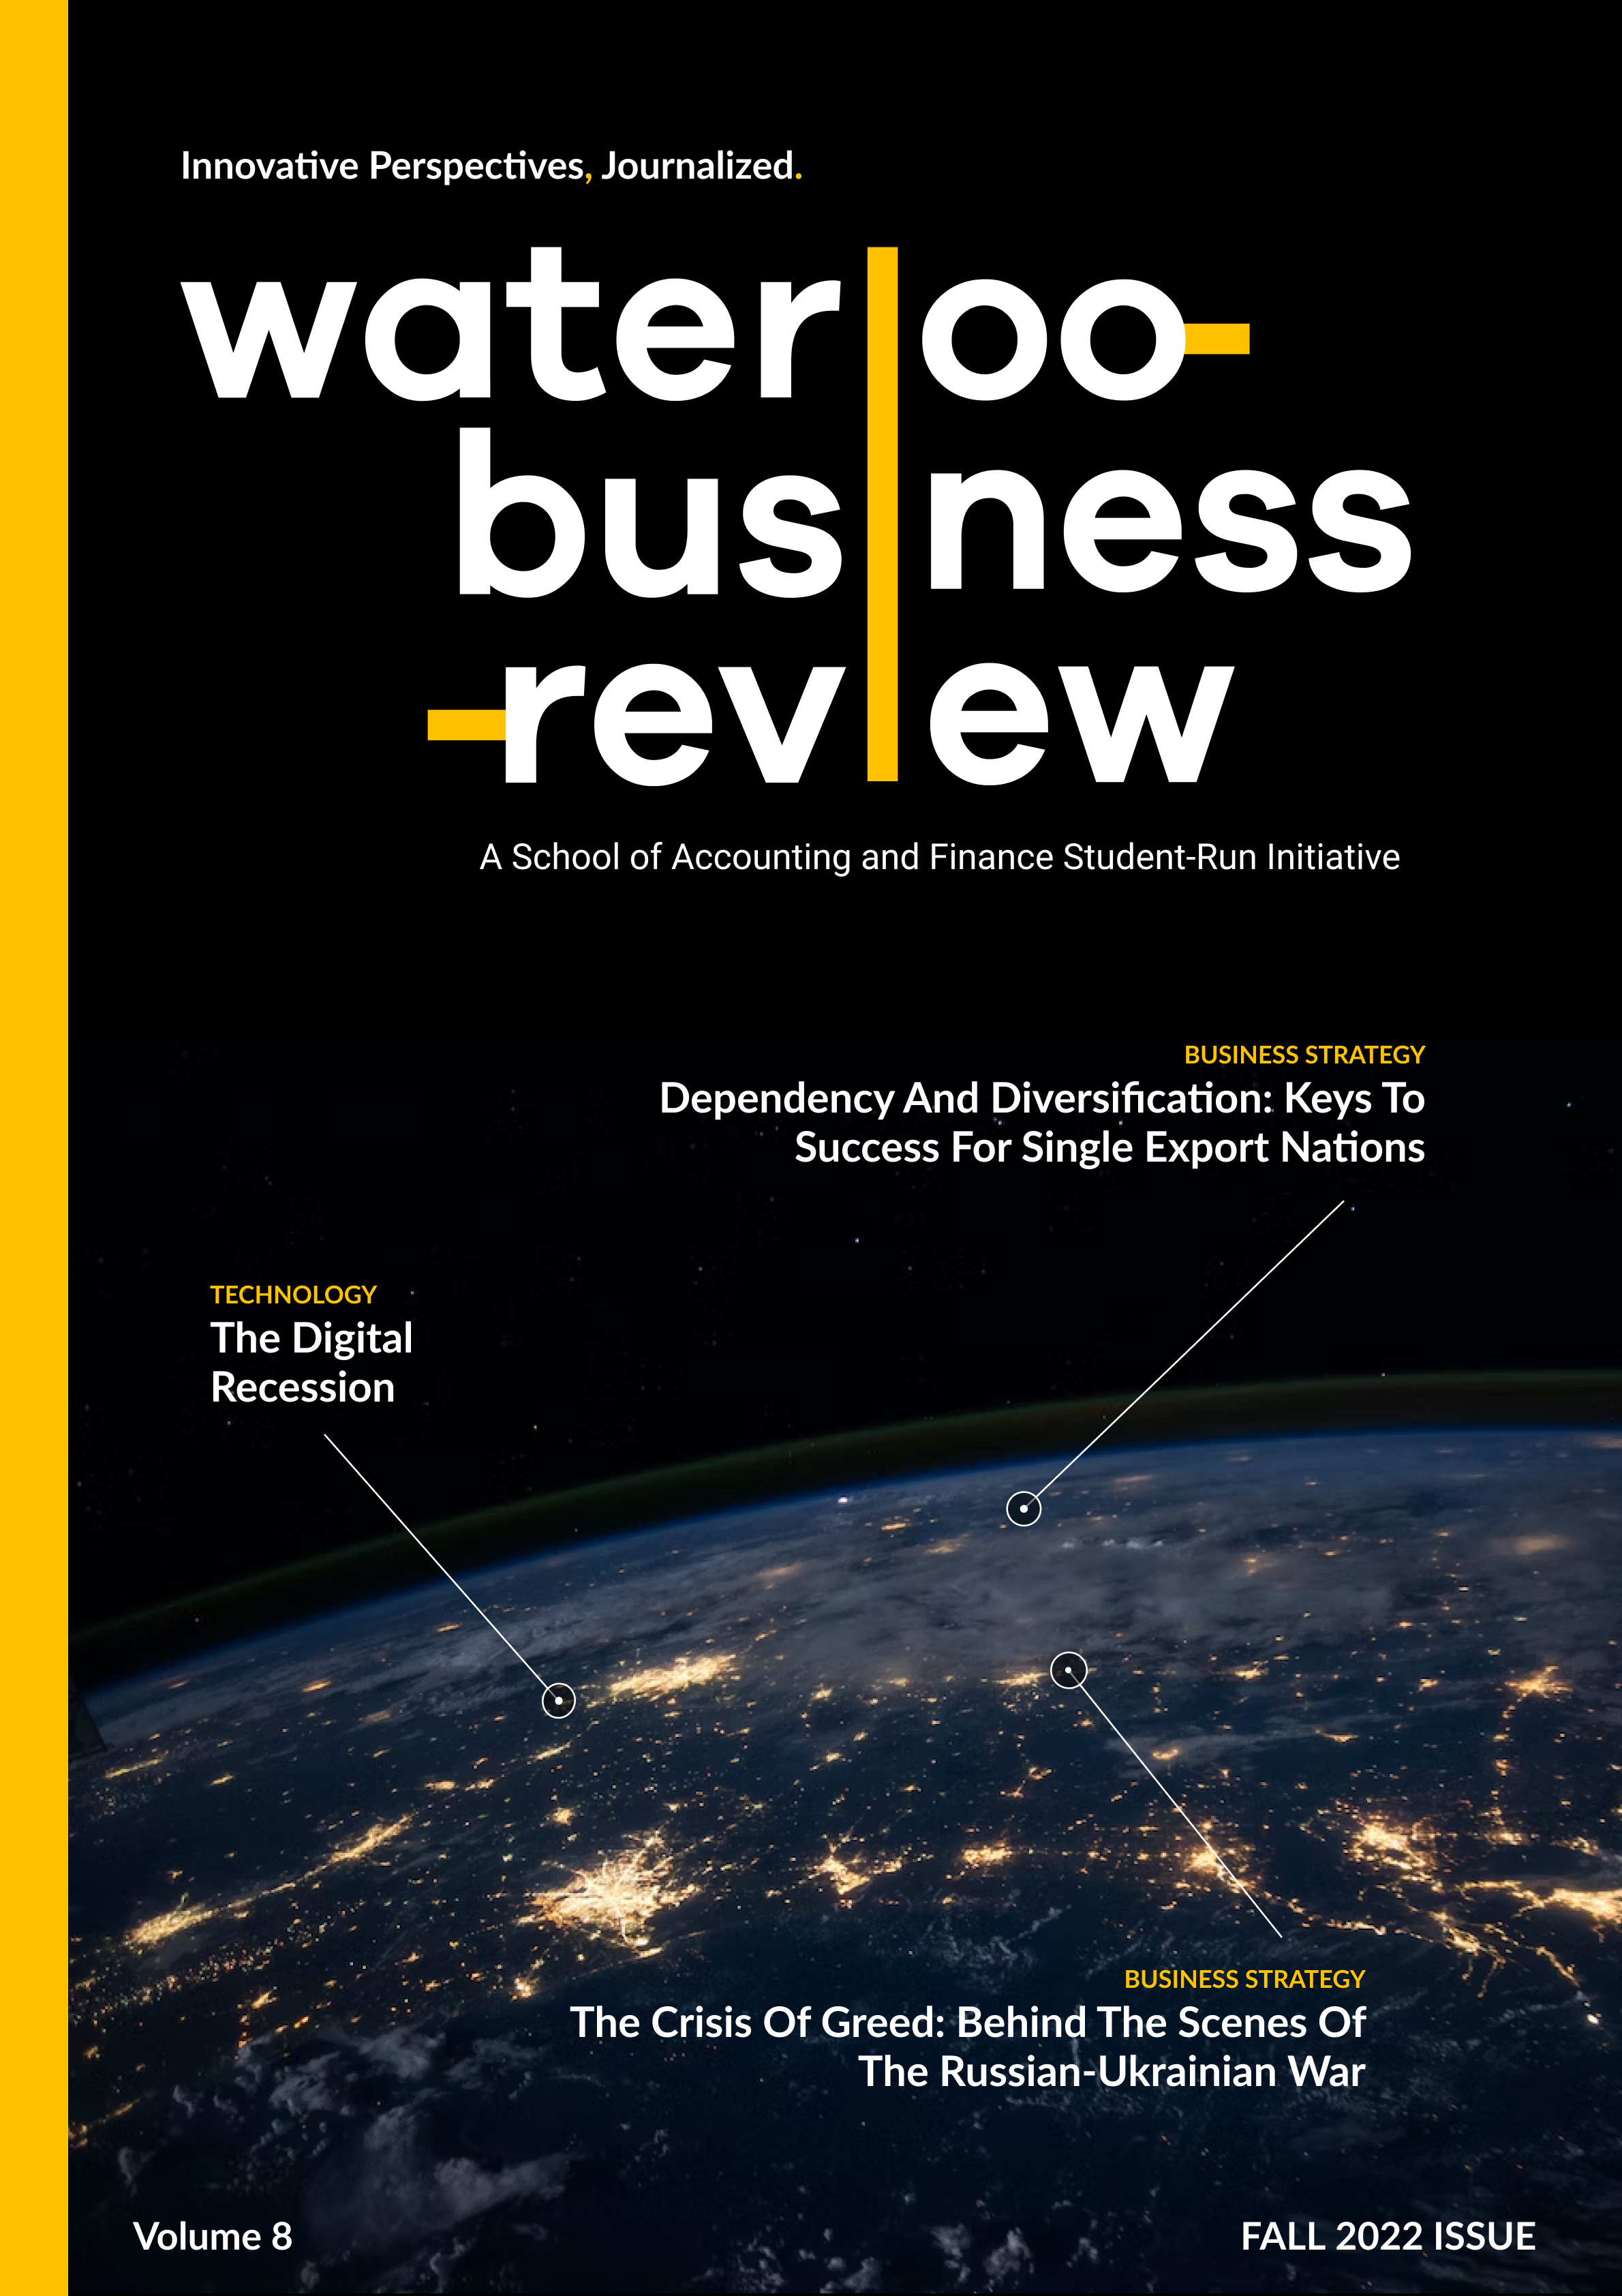 Innovative Perspectives, Journalized.
waterloo
business
review
A School of Accounting and Finance Student-Run Initiative
BUSINESS STRATEGY
Dependency And Diversification: Keys To
Success For Single Export Nations
TECHNOLOGY
The Digital
Recession
BUSINESS STRATEGY
The Crisis Of Greed: Behind The Scenes Of
The Russian-Ukrainian War
Volume 8
FALL 2022 ISSUE